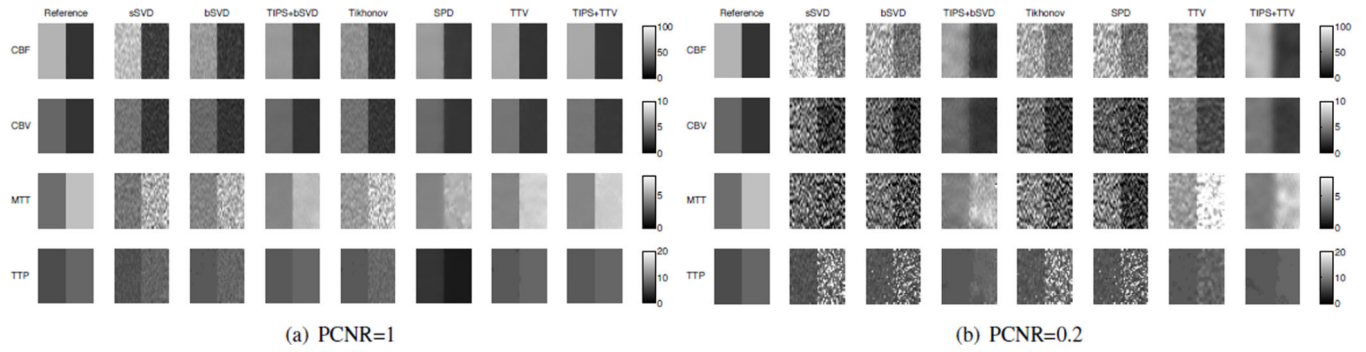 Reference sSVD bSVD TIPS+bSVD Tikhonov SPD TTV TIPS+TTV
CBF
100
50
0
CBV
10
5
0
MTT
5
0
TTP
20
10
0
(a) PCNR=1
Reference sSVD bSVD TIPS+bSVD Tikhonov SPD TTV TIPS+TTV
CBF
100
50
0
CBV
10
5
0
MTT
5
0
TTP
20
10
0
(b) PCNR=0.2